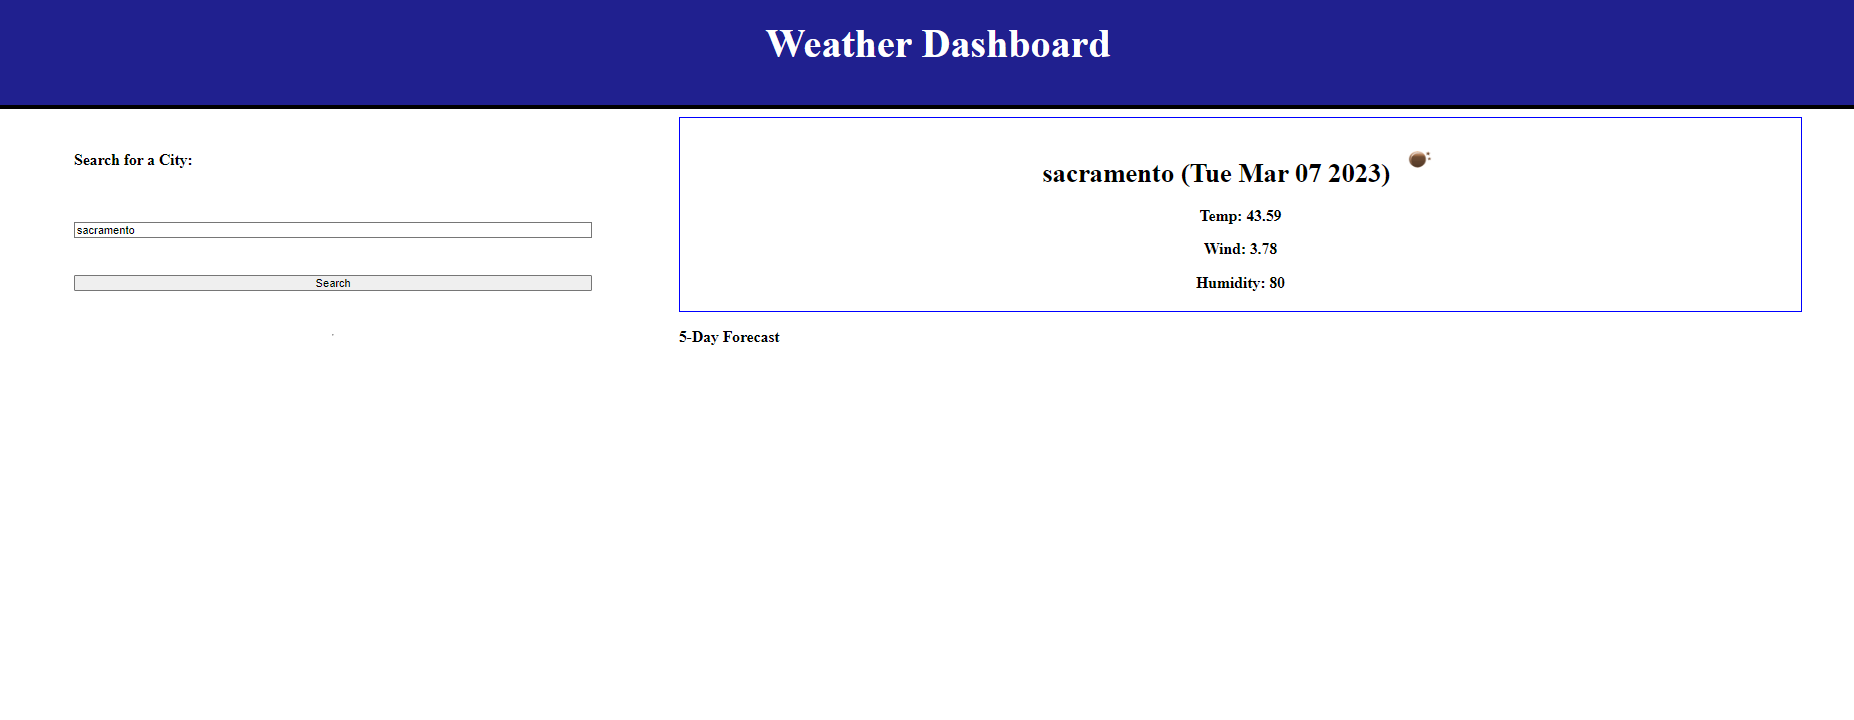 Weather Dashboard
Search for a City:
sacramento
Search
sacramento (Tue Mar 07 2023)
Temp: 43.59
Wind: 3.78
Humidity: 80
5-Day Forecast